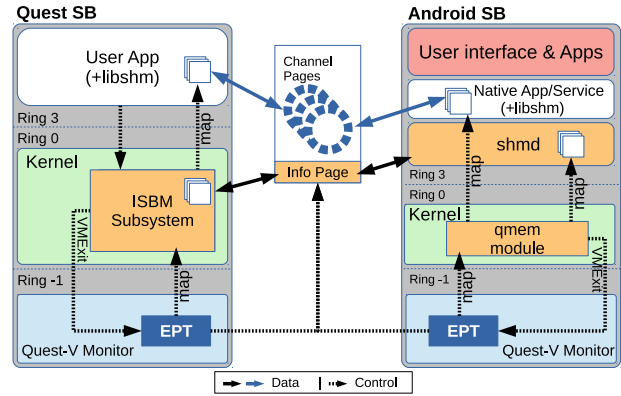 Quest SB
User App
(+libshm)
map
Ring 3
Ring 0
Kernel
ISBM
Subsystem
VMExit
map
Ring -1
EPT
Quest-V Monitor
Channel
Pages
Info Page
Android SB
User interface & Apps
Native App/Service
(+libshm)
shmd
map
map
Ring 3
Ring 0
Kernel
qmem
module
VMExit
map
Ring -1
EPT
Quest-V Monitor
Data
Control